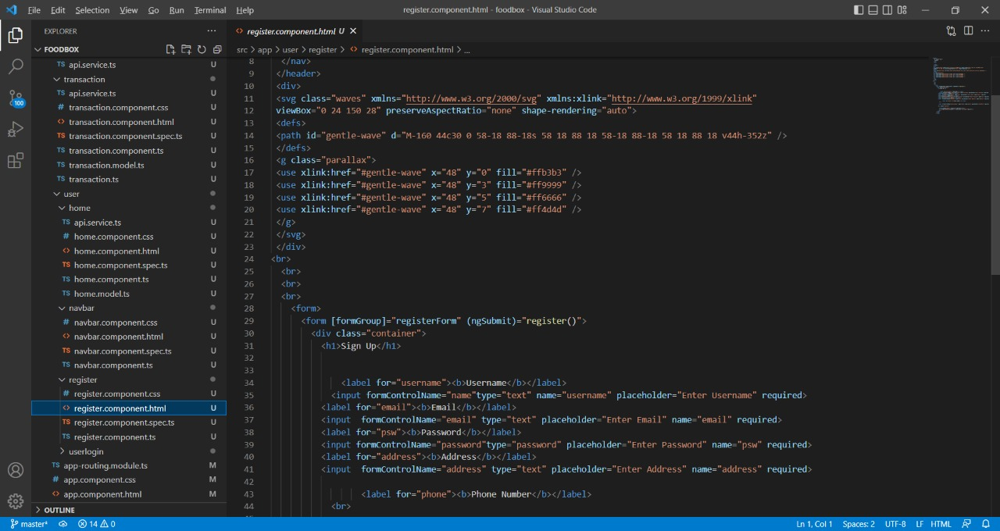 File Edit Selection View Go Run Terminal Help register.component.html - foodbox - Visual Studio Code
EXPLORER
FOODBOX
TS api.service.ts U
transaction
TS api.service.ts U
# transaction.component.css U
<> transaction.component.html U
TS transaction.component.spec.ts U
TS transaction.component.ts U
TS transaction.model.ts U
TS transaction.ts U
user
home
TS api.service.ts U
# home.component.css U
<> home.component.html U
TS home.component.spec.ts U
TS home.component.ts U
TS home.model.ts U
navbar
# navbar.component.css U
<> navbar.component.html U
TS navbar.component.spec.ts U
TS navbar.component.ts U
register
# register.component.css U
<> register.component.html U
TS register.component.spec.ts U
TS register.component.ts U
userlogin
TS app-routing.module.ts M
# app.component.css M
<> app.component.html M
OUTLINE
100
<> register.component.html U
src > app > user > register > <> register.component.html > ...
8 </nav>
9 </header>
10 <div>
11 <svg class="waves" xmlns="http://www.w3.org/2000/svg" xmlns:xlink="http://www.w3.org/1999/xlink"
12 viewBox="0 24 150 28" preserveAspectRatio="none" shape-rendering="auto">
13 <defs>
14 <path id="gentle-wave" d="M-160 44c30 0 58-18 88-18s 58 18 88 18 58-18 88-18 58 18 88 18 v44h-352z" />
15 </defs>
16 <g class="parallax">
17 <use xlink:href="#gentle-wave" x="48" y="0" fill="#ffb3b3" />
18 <use xlink:href="#gentle-wave" x="48" y="3" fill="#ff9999" />
19 <use xlink:href="#gentle-wave" x="48" y="5" fill="#ff6666" />
20 <use xlink:href="#gentle-wave" x="48" y="7" fill="#ff4d4d" />
21 </g>
22 </svg>
23 </div>
24 <br>
25 <br>
26 <br>
27 <br>
28 <form>
29 <form [formGroup]="registerForm" (ngSubmit)="register()">
30 <div class="container">
31 <h1>Sign Up</h1>
32
33
34 <label for="username"><b>Username</b></label>
35 <input formControlName="name"type="text" name="username" placeholder="Enter Username" required>
36 <label for="email"><b>Email</b></label>
37 <input  formControlName="email" type="text" placeholder="Enter Email" name="email" required>
38 <label for="psw"><b>Password</b></label>
39 <input formControlName="password"type="password" placeholder="Enter Password" name="psw" required>
40 <label for="address"><b>Address</b></label>
41 <input  formControlName="address" type="text" placeholder="Enter Address" name="address" required>
42
43 <label for="phone"><b>Phone Number</b></label>
44 <br>
master* 14 0 Ln 1, Col 1 Spaces: 2 UTF-8 LF HTML